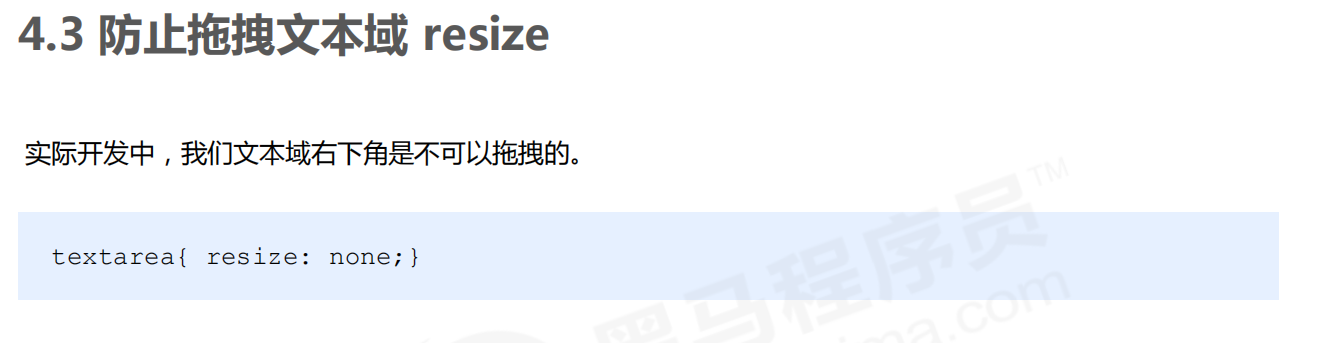 4.3 防止拖拽文本域 resize
实际开发中，我们文本域右下角是不可以拖拽的。
textarea{ resize: none;}
黑马程序员™
ima.com